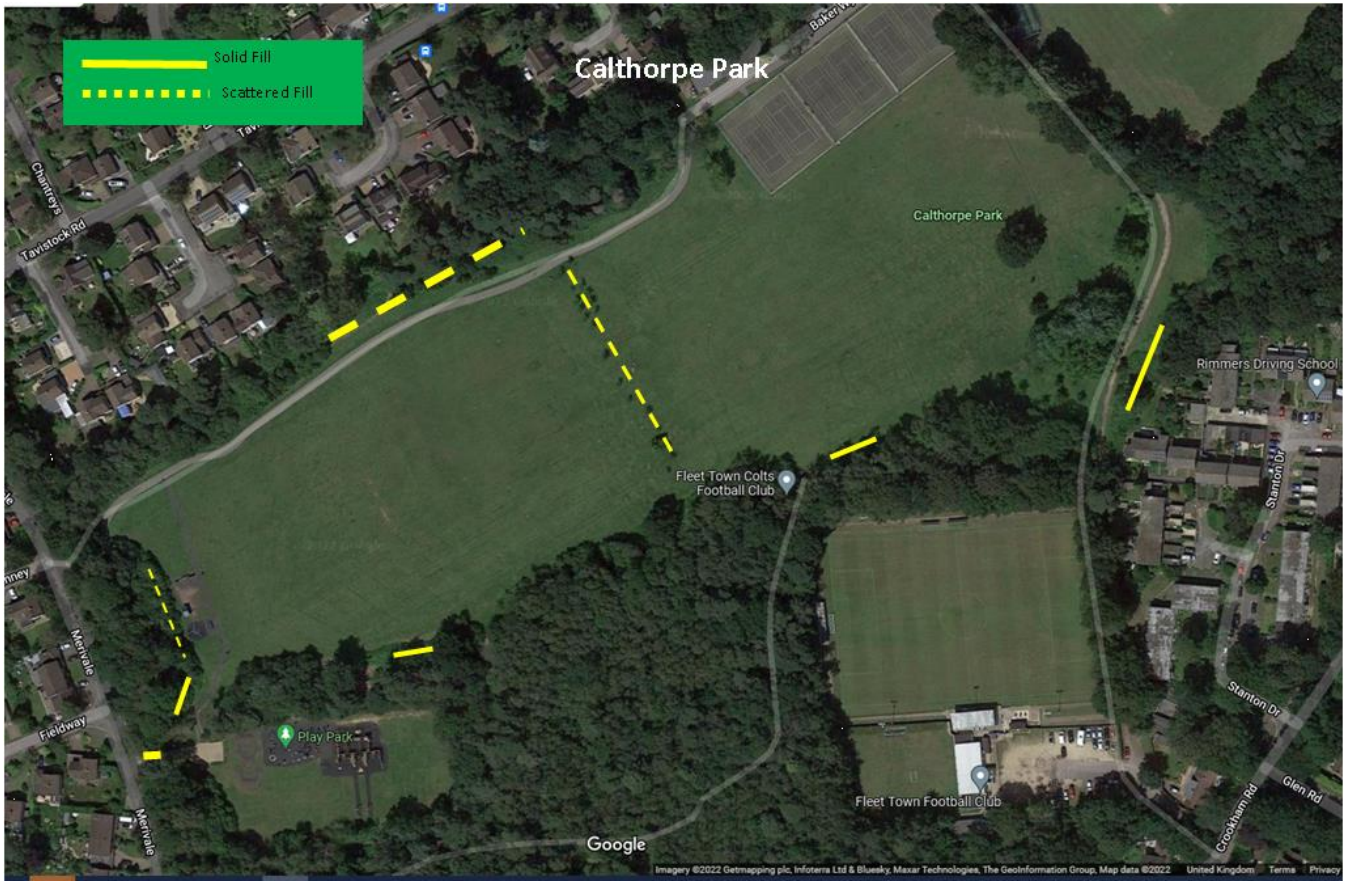 Solid Fill
Scattered Fill
Calthorpe Park
Baker
Chantreys
Tavistock Rd
Calthorpe Park
Rimmers Driving School
Fleet Town Colts
Football Club
Stanton Dr
Merivale
Fieldway
Play Park
Stanton Dr
Merivale
Fleet Town Football Club
Glen Rd
Crookham Rd
Google
Imagery ©2022 Getmapping plc, Infoterra Ltd & Bluesky, Maxar Technologies, The GeoInformation Group, Map data ©2022 United Kingdom Terms Privacy